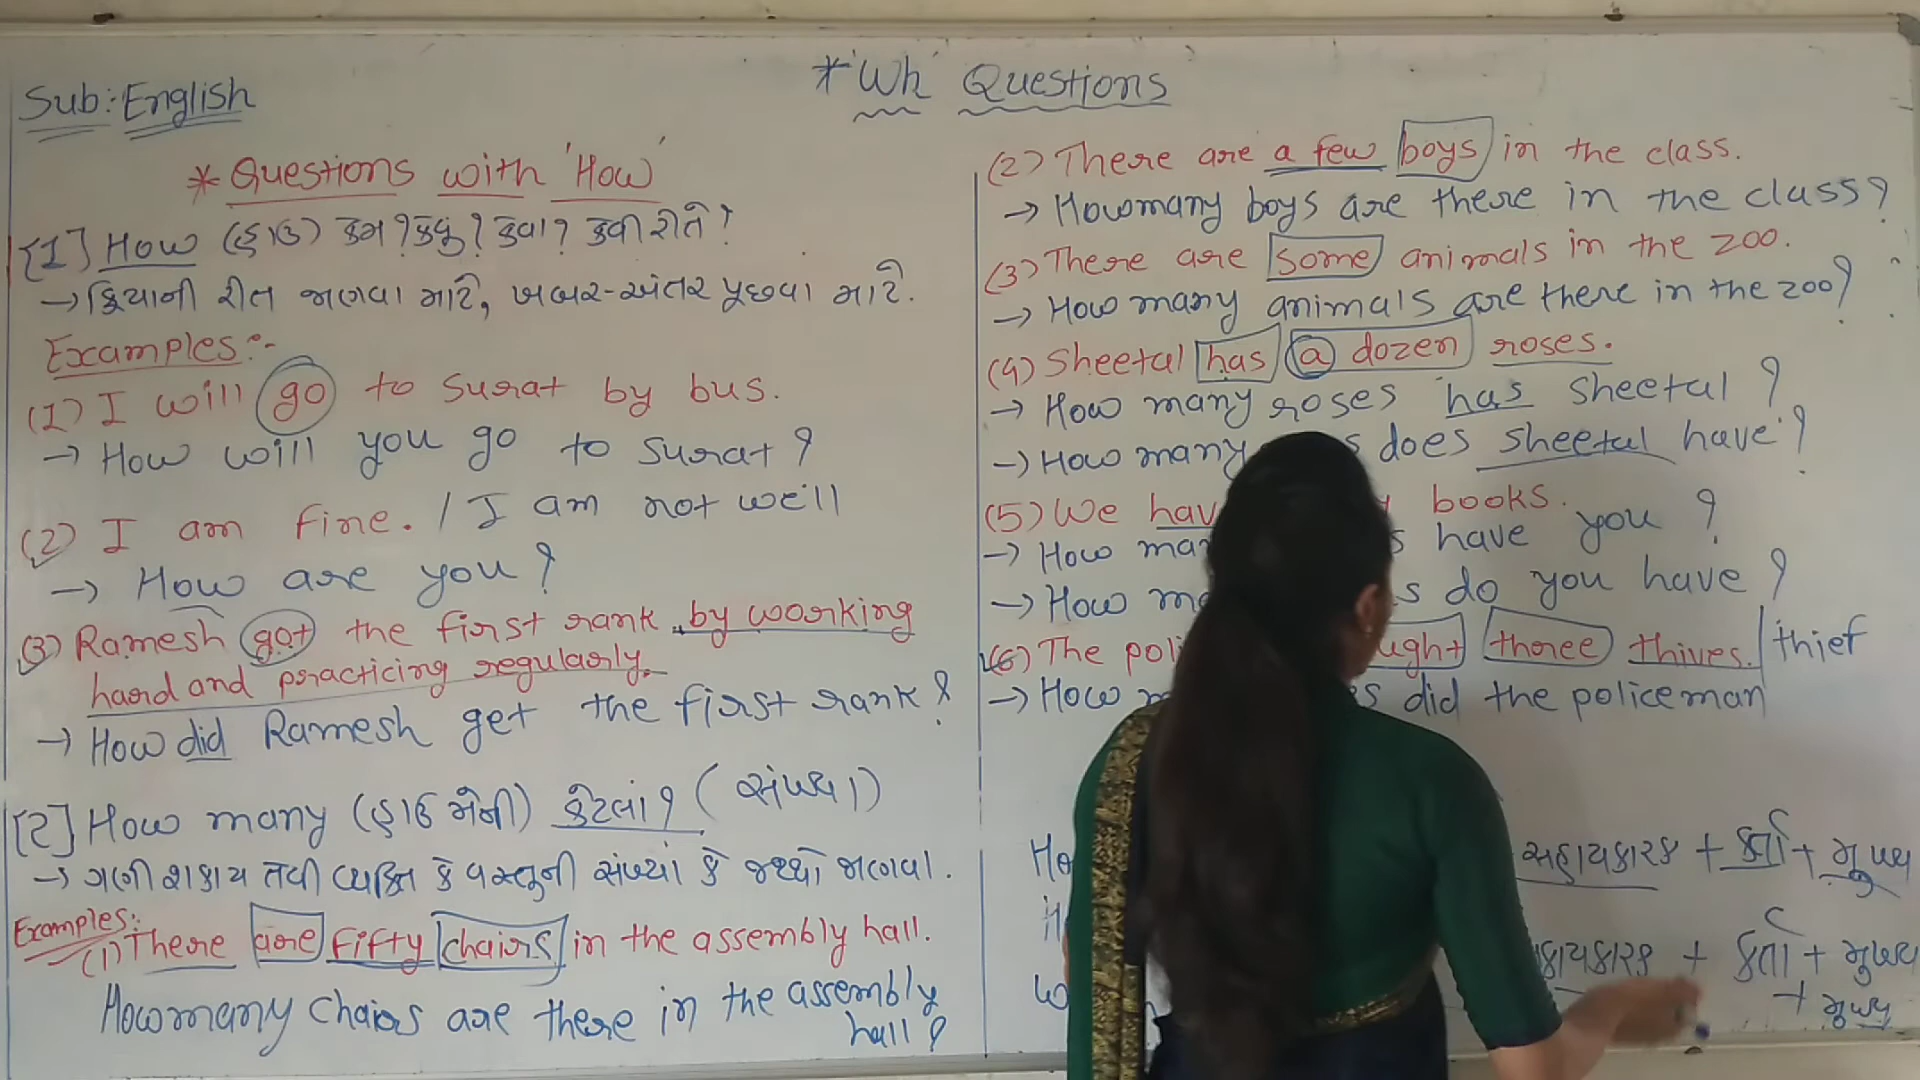 Sub: English
* 'Wh' Questions
* Questions with 'How'
[1] How (હાઉ) કેમ? કેવું? કેવા? કેવી રીતે?
→ ક્રિયાની રીત જાણવા માટે, ખબર-અંતર પૂછવા માટે.
Examples:-
(1) I will go to Surat by bus.
→ How will you go to Surat?
(2) I am fine. / I am not well
→ How are you?
(3) Ramesh got the first rank by working
hard and practicing regularly.
→ How did Ramesh get the first rank?
[2] How many (હાઉ મેની) કેટલાં? (સંખ્યા)
→ ગણી શકાય તેવી વ્યક્તિ કે વસ્તુની સંખ્યા કે જથ્થો જાણવા.
Examples:
(1) There are fifty chairs in the assembly hall.
How many chairs are there in the assembly
hall?
(2) There are a few boys in the class.
→ How many boys are there in the class?
(3) There are some animals in the zoo.
→ How many animals are there in the zoo?
(4) Sheetal has a dozen roses.
→ How many roses has Sheetal?
→ How many does Sheetal have?
(5) We books.
→ How have you?
→ How do you have?
(6) The three thives. | thief
→ How did the policeman
સહાયકારક + કર્તા + મુખ્ય
+ કર્તા + મુખ્ય
+ મુખ્ય